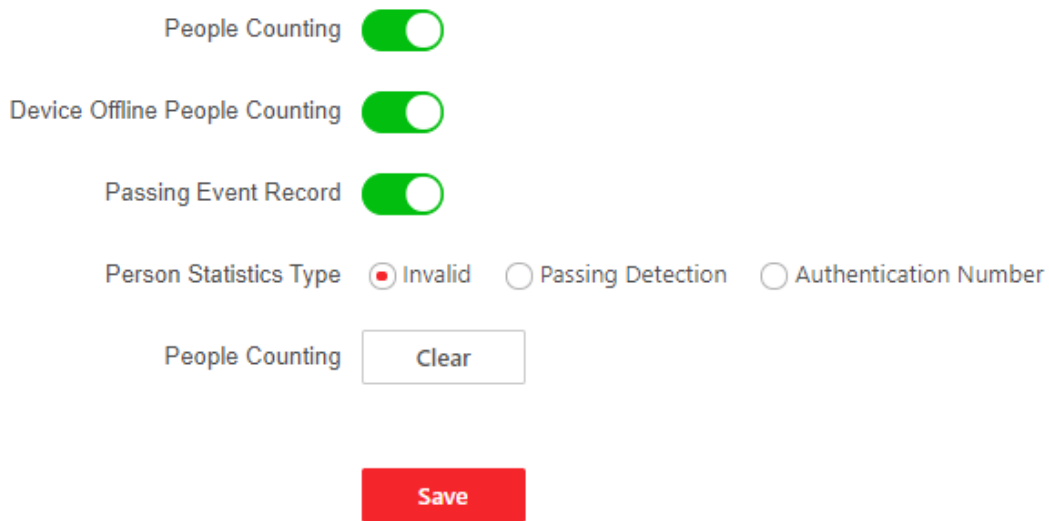 People Counting
Device Offline People Counting
Passing Event Record
Person Statistics Type Invalid Passing Detection Authentication Number
People Counting Clear
Save